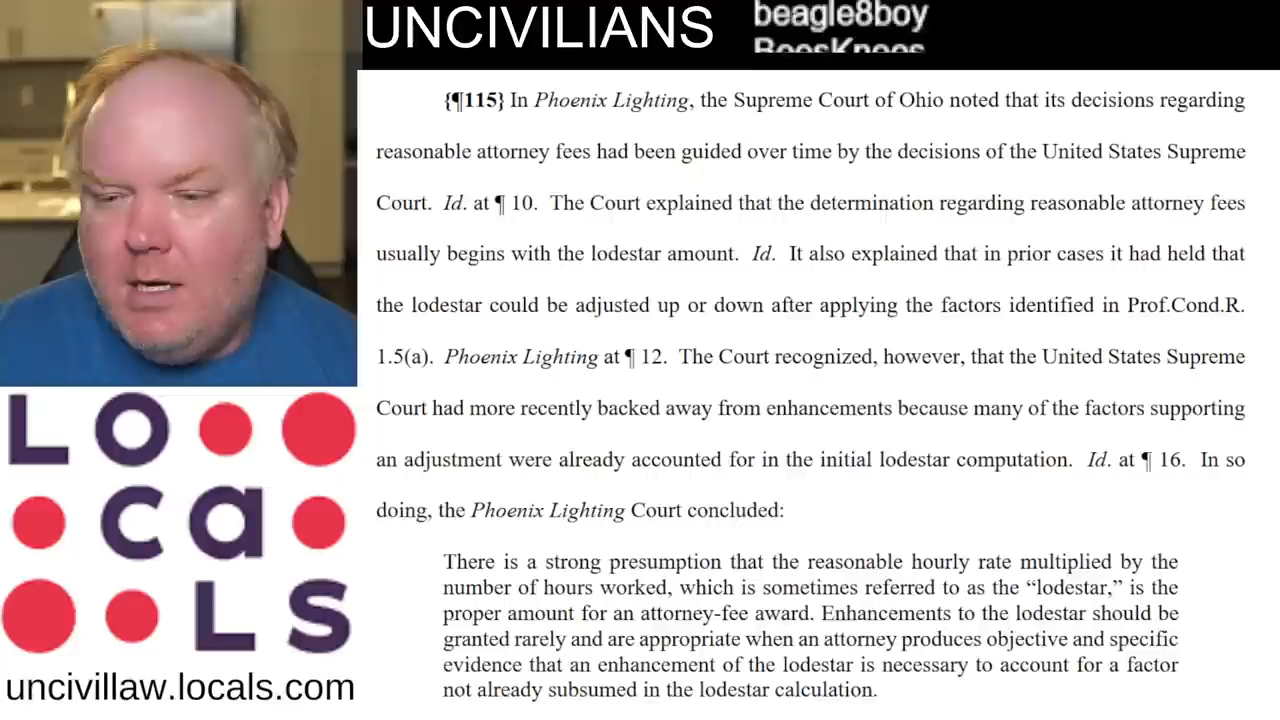 UNCIVILIANS
beagle8boy
BoosKnoos
{¶115} In Phoenix Lighting, the Supreme Court of Ohio noted that its decisions regarding
reasonable attorney fees had been guided over time by the decisions of the United States Supreme
Court. Id. at ¶ 10. The Court explained that the determination regarding reasonable attorney fees
usually begins with the lodestar amount. Id. It also explained that in prior cases it had held that
the lodestar could be adjusted up or down after applying the factors identified in Prof.Cond.R.
1.5(a). Phoenix Lighting at ¶ 12. The Court recognized, however, that the United States Supreme
Court had more recently backed away from enhancements because many of the factors supporting
an adjustment were already accounted for in the initial lodestar computation. Id. at ¶ 16. In so
doing, the Phoenix Lighting Court concluded:
There is a strong presumption that the reasonable hourly rate multiplied by the
number of hours worked, which is sometimes referred to as the “lodestar,” is the
proper amount for an attorney-fee award. Enhancements to the lodestar should be
granted rarely and are appropriate when an attorney produces objective and specific
evidence that an enhancement of the lodestar is necessary to account for a factor
not already subsumed in the lodestar calculation.
LO
ca
LS
uncivillaw.locals.com